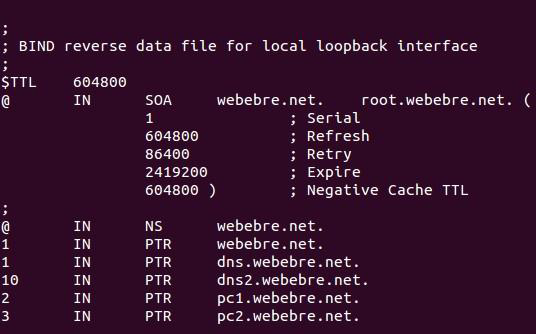 ;
; BIND reverse data file for local loopback interface
;
$TTL    604800
@       IN      SOA     webebre.net.    root.webebre.net. (
                1               ; Serial
                604800          ; Refresh
                86400           ; Retry
                2419200         ; Expire
                604800 )        ; Negative Cache TTL
;
@       IN      NS      webebre.net.
1       IN      PTR     webebre.net.
1       IN      PTR     dns.webebre.net.
10      IN      PTR     dns2.webebre.net.
2       IN      PTR     pc1.webebre.net.
3       IN      PTR     pc2.webebre.net.